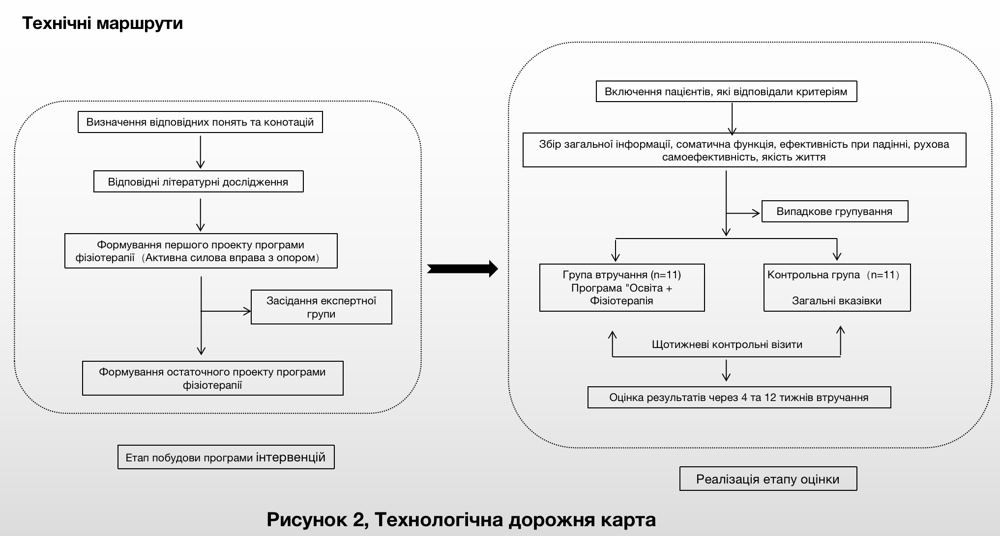 Технічні маршрути
Визначення відповідних понять та конотацій
Відповідні літературні дослідження
Формування першого проекту програми
фізіотерапії（Активна силова вправа з опором）
Засідання експертної
групи
Формування остаточного проекту програми
фізіотерапії
Етап побудови програми інтервенцій
Включення пацієнтів, які відповідали критеріям
Збір загальної інформації, соматична функція, ефективність при падінні, рухова
самоефективність, якість життя
Випадкове групування
Група втручання (n=11)
Програма "Освіта +
Фізіотерапія
Контрольна група（n=11）
Загальні вказівки
Щотижневі контрольні візити
Оцінка результатів через 4 та 12 тижнів втручання
Реалізація етапу оцінки
Рисунок 2, Технологічна дорожня карта